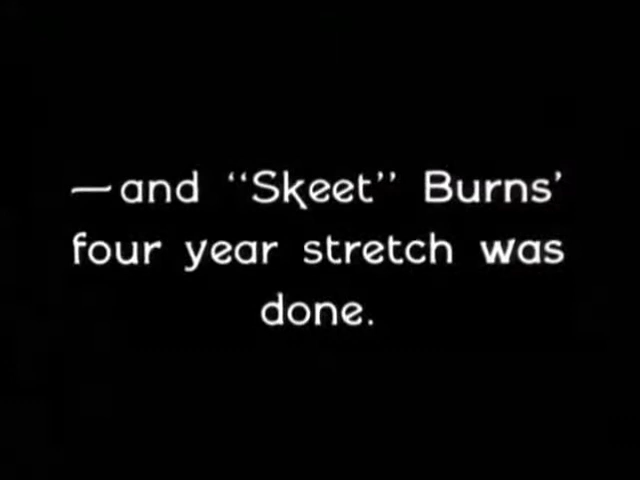 —and “Skeet” Burns’
four year stretch was
done.